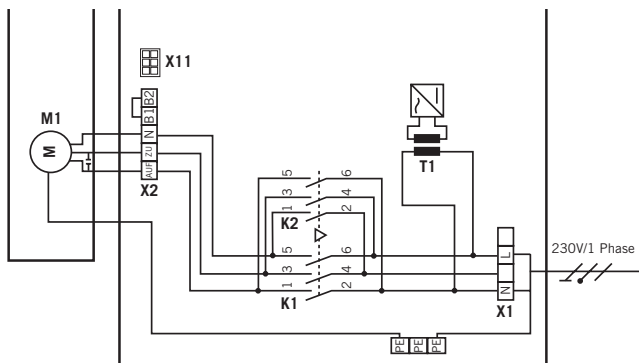 X11
M1
M
B2
B1
N
ZU
AUF
X2
T1
5
6
3
4
1
2
K2
5
6
3
4
1
2
K1
L
N
X1
230V/1 Phase
PE
PE
PE